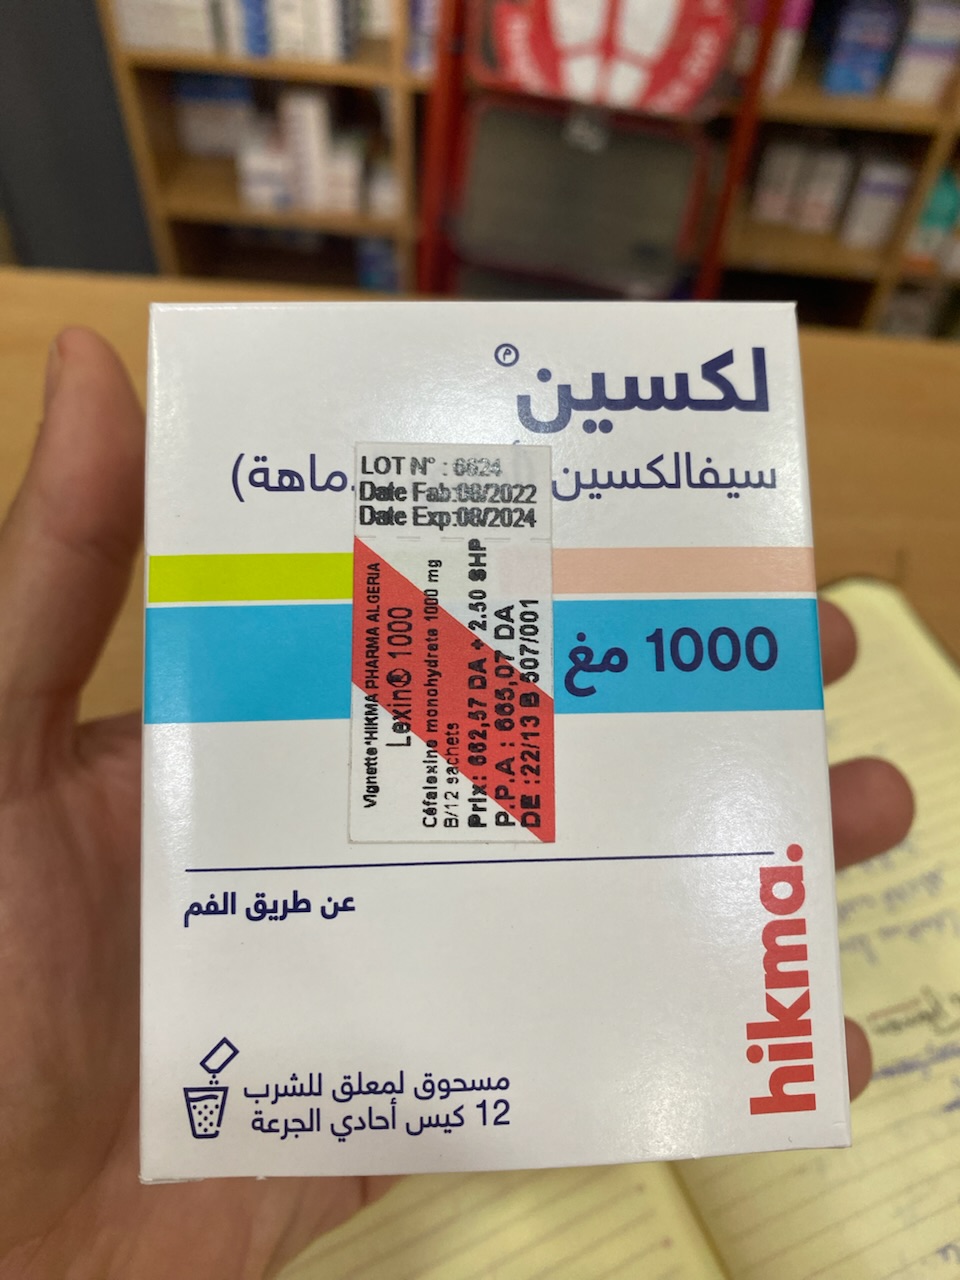 لكسين
سيفالكسين
ماهة)
LOT N° : 6624
Date Fab:08/2022
Date Exp:08/2024
1000 مغ
Vignette*HIKMA PHARMA ALGERIA
Lexin® 1000
Céfalexine monohydrate 1000 mg
B/12 sachets
Prix: 662,57 DA + 2.50 SHP
P.P.A : 665,07 DA
DE :22/13 B 507/001
عن طريق الفم
hikma.
مسحوق لمعلق للشرب
12 كيس أحادي الجرعة